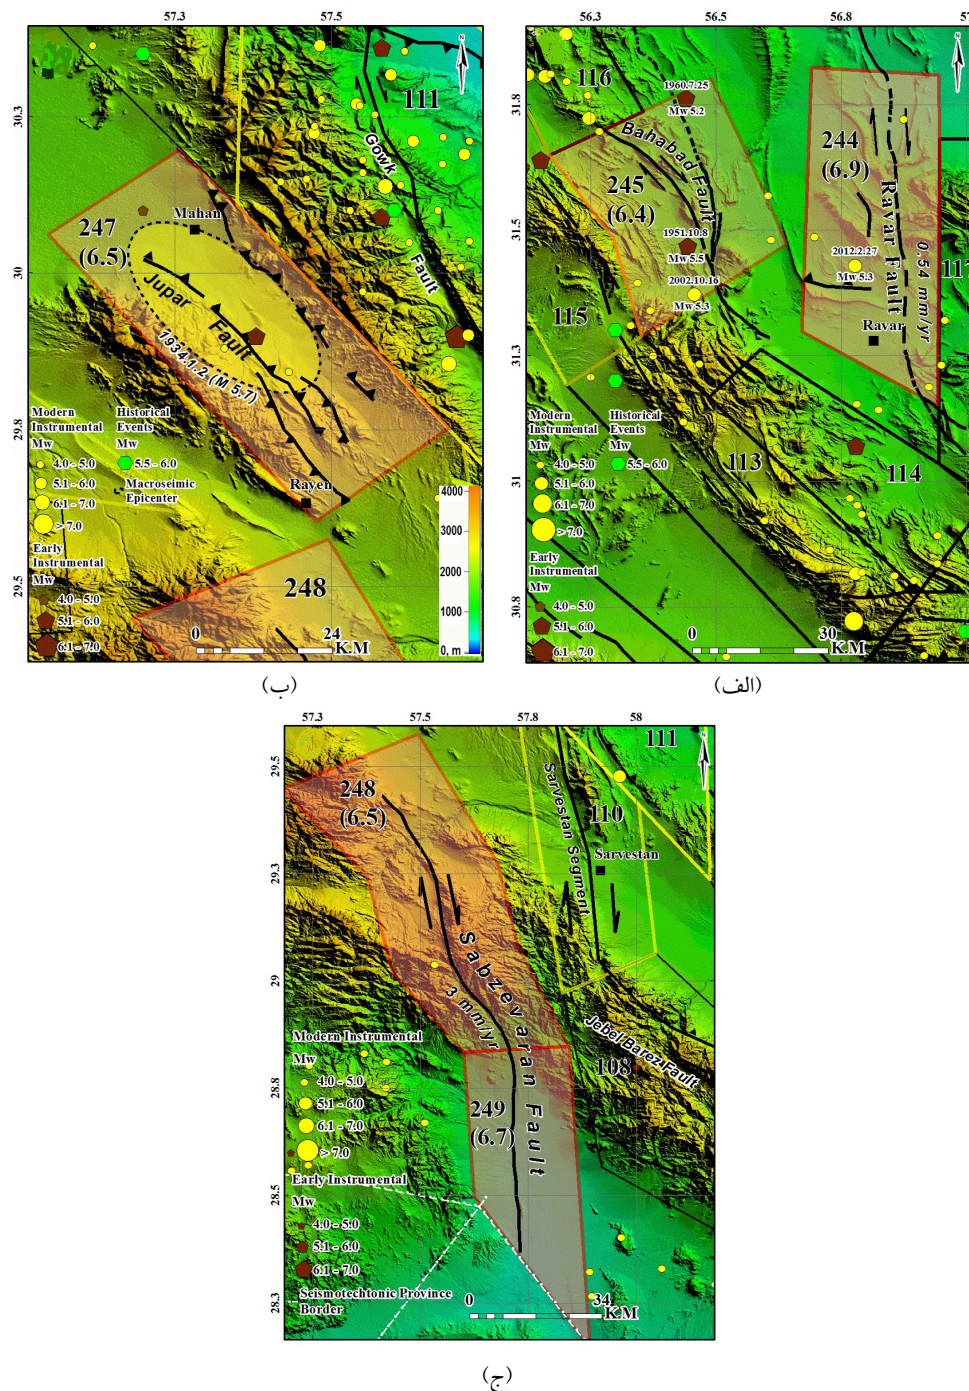 57.3
57.5
30.3
30
29.8
29.5
111
Gowk
Fault
247
(6.5)
Mahan
Jupar
Fault
1934.1.2 (M 5.7)
Rayen
248
Modern
Instrumental
Mw
4.0 - 5.0
5.1 - 6.0
6.1 - 7.0
> 7.0
Historical
Events
Mw
5.5 - 6.0
Macroseimic
Epicenter
Early
Instrumental
Mw
4.0 - 5.0
5.1 - 6.0
6.1 - 7.0
4000
3000
2000
1000
0, m
0 24
K.M
(ب)
56.3
56.5
56.8
31.8
31.5
31.3
31
30.8
116
1960.7.25
Mw 5.2
Bahabad Fault
245
(6.4)
1951.10.8
Mw 5.5
2002.10.16
Mw 5.3
244
(6.9)
Ravar Fault
0.54 mm/yr
2012.2.27
Mw 5.3
Ravar
115
113
114
Modern
Instrumental
Mw
4.0 - 5.0
5.1 - 6.0
6.1 - 7.0
> 7.0
Historical
Events
Mw
5.5 - 6.0
Early
Instrumental
Mw
4.0 - 5.0
5.1 - 6.0
6.1 - 7.0
0 30
K.M
(الف)
57.3
57.5
57.8
58
29.5
29.3
29
28.8
28.5
28.3
111
248
(6.5)
110
Sarvestan Segment
Sarvestan
Sabzevaran Fault
3 mm/yr
Jebel Barez Fault
108
249
(6.7)
Modern Instrumental
Mw
4.0 - 5.0
5.1 - 6.0
6.1 - 7.0
> 7.0
Early Instrumental
Mw
4.0 - 5.0
5.1 - 6.0
6.1 - 7.0
Seismotechtonic Province
Border
0 34
K.M
(ج)